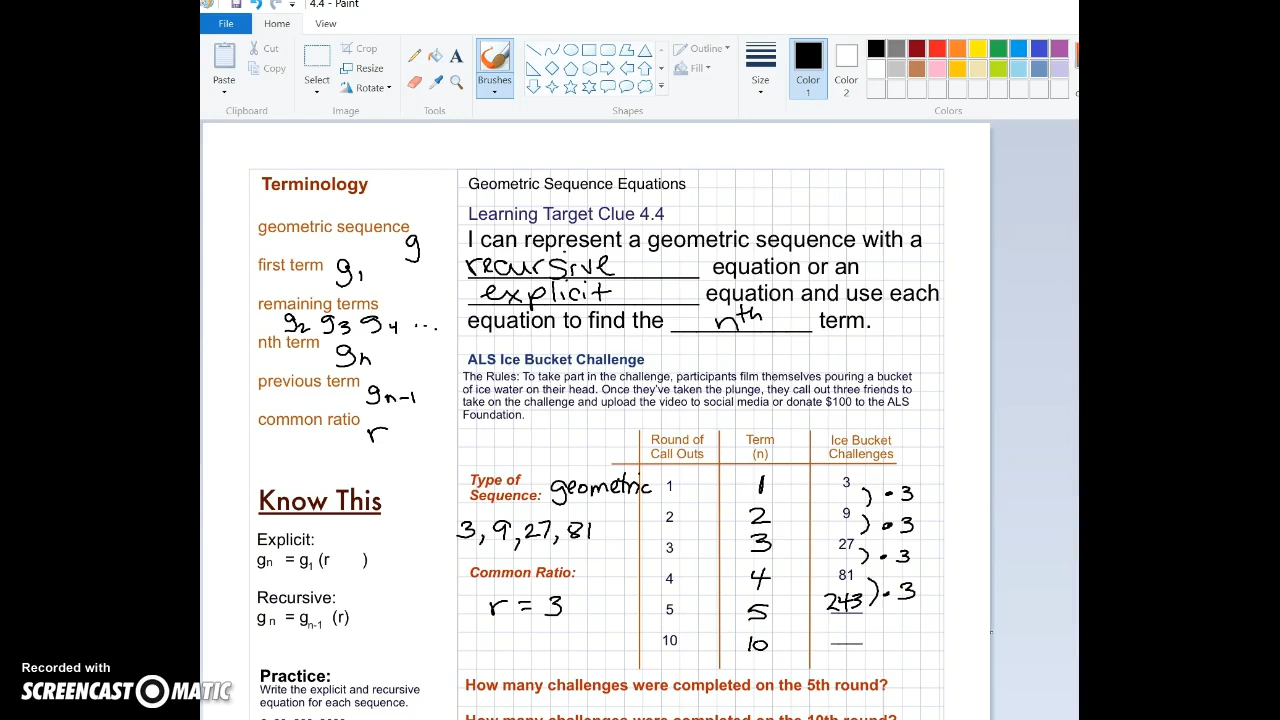 4.4 - Paint
File Home View
Paste
Cut
Copy
Clipboard
Select
Crop
Resize
Rotate
Image
Tools
Brushes
Shapes
Outline
Fill
Size
Color 1
Color 2
Colors
Terminology
geometric sequence g
first term g1
remaining terms
g2 g3 g4 ...
nth term
gn
previous term
gn-1
common ratio
r
Know This
Explicit:
gn = g1 (r )
Recursive:
gn = gn-1 (r)
Practice:
Write the explicit and recursive
equation for each sequence.
Geometric Sequence Equations
Learning Target Clue 4.4
I can represent a geometric sequence with a
recursive equation or an
explicit equation and use each
equation to find the nth term.
ALS Ice Bucket Challenge
The Rules: To take part in the challenge, participants film themselves pouring a bucket
of ice water on their head. Once they've taken the plunge, they call out three friends to
take on the challenge and upload the video to social media or donate $100 to the ALS
Foundation.
Type of
Sequence: geometric
3, 9, 27, 81
Common Ratio:
r = 3
Round of Call Outs Term (n) Ice Bucket Challenges
1 1 3
) • 3
2 2 9
) • 3
3 3 27
) • 3
4 4 81
) • 3
5 5 243
10 10 ___
How many challenges were completed on the 5th round?
How many challenges were completed on the 10th round?
Recorded with
SCREENCAST O MATIC